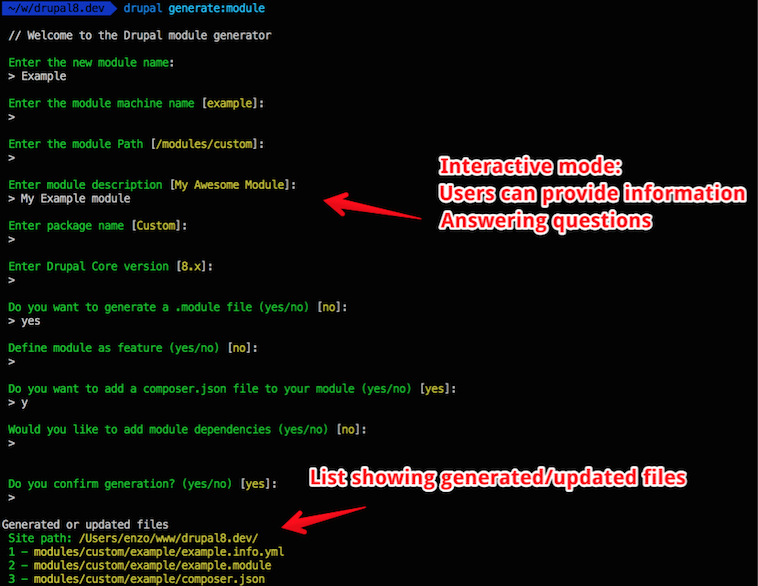 ~/w/drupal8.dev drupal generate:module
// Welcome to the Drupal module generator
Enter the new module name:
> Example
Enter the module machine name [example]:
>
Enter the module Path [/modules/custom]:
>
Enter module description [My Awesome Module]:
> My Example module
Enter package name [Custom]:
>
Enter Drupal Core version [8.x]:
>
Do you want to generate a .module file (yes/no) [no]:
> yes
Define module as feature (yes/no) [no]:
>
Do you want to add a composer.json file to your module (yes/no) [yes]:
> y
Would you like to add module dependencies (yes/no) [no]:
>
Do you confirm generation? (yes/no) [yes]:
>
Generated or updated files
Site path: /Users/enzo/www/drupal8.dev/
1 - modules/custom/example/example.info.yml
2 - modules/custom/example/example.module
3 - modules/custom/example/composer.json
Interactive mode:
Users can provide information
Answering questions
List showing generated/updated files